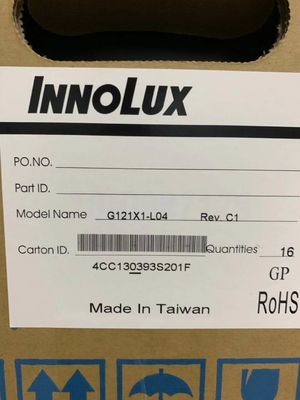 INNOLUX
PO.NO.
Part ID.
Model Name G121X1-L04 Rev. C1
Carton ID. Quantities 16
4CC130393S201F
GP
Made In Taiwan RoHS